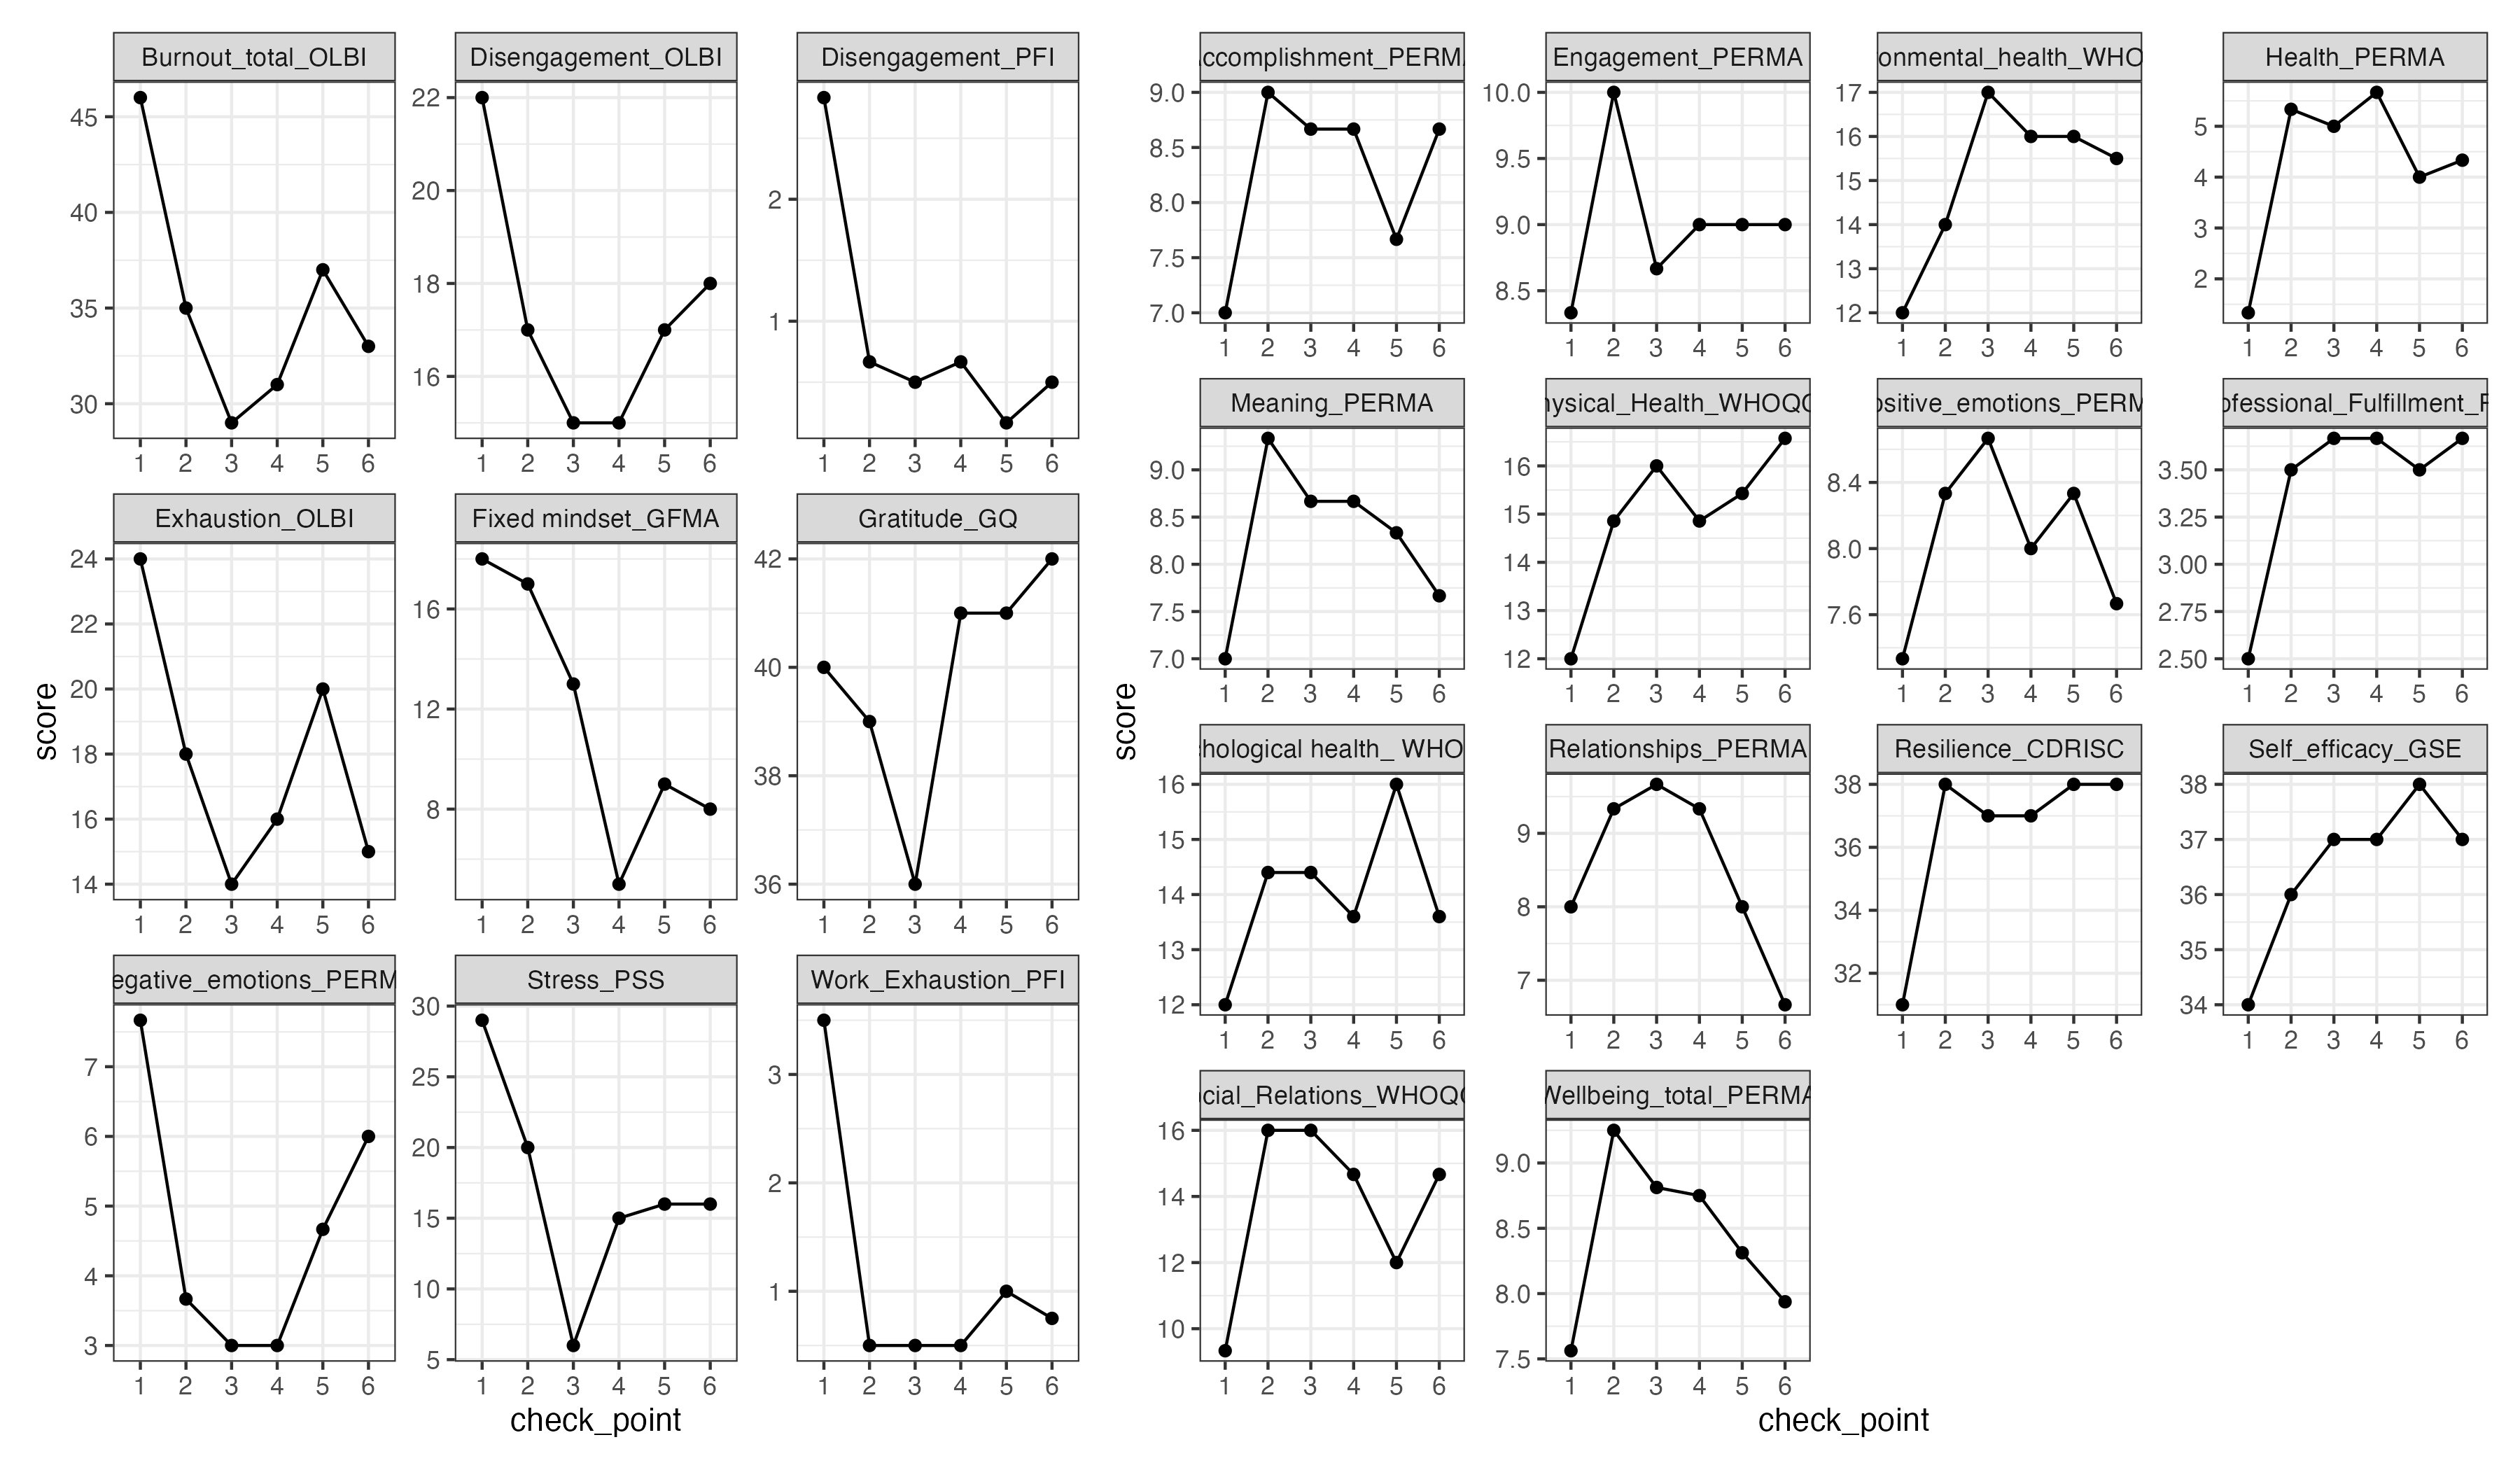 Burnout_total_OLBI
45
40
35
30
1 2 3 4 5 6
Disengagement_OLBI
22
20
18
16
1 2 3 4 5 6
Disengagement_PFI
2
1
1 2 3 4 5 6
Exhaustion_OLBI
24
22
20
18
16
14
1 2 3 4 5 6
Fixed mindset_GFMA
16
12
8
1 2 3 4 5 6
Gratitude_GQ
42
40
38
36
1 2 3 4 5 6
egative_emotions_PERM
7
6
5
4
3
1 2 3 4 5 6
Stress_PSS
30
25
20
15
10
5
1 2 3 4 5 6
Work_Exhaustion_PFI
3
2
1
1 2 3 4 5 6
score
check_point
ccomplishment_PERMA
9.0
8.5
8.0
7.5
7.0
1 2 3 4 5 6
Engagement_PERMA
10.0
9.5
9.0
8.5
1 2 3 4 5 6
onmental_health_WHO
17
16
15
14
13
12
1 2 3 4 5 6
Health_PERMA
5
4
3
2
1 2 3 4 5 6
Meaning_PERMA
9.0
8.5
8.0
7.5
7.0
1 2 3 4 5 6
hysical_Health_WHOQO
16
15
14
13
12
1 2 3 4 5 6
ositive_emotions_PERM
8.4
8.0
7.6
1 2 3 4 5 6
ofessional_Fulfillment_P
3.50
3.25
3.00
2.75
2.50
1 2 3 4 5 6
chological health_ WHO
16
15
14
13
12
1 2 3 4 5 6
Relationships_PERMA
9
8
7
1 2 3 4 5 6
Resilience_CDRISC
38
36
34
32
1 2 3 4 5 6
Self_efficacy_GSE
38
37
36
35
34
1 2 3 4 5 6
ocial_Relations_WHOQO
16
14
12
10
1 2 3 4 5 6
Wellbeing_total_PERMA
9.0
8.5
8.0
7.5
1 2 3 4 5 6
score
check_point